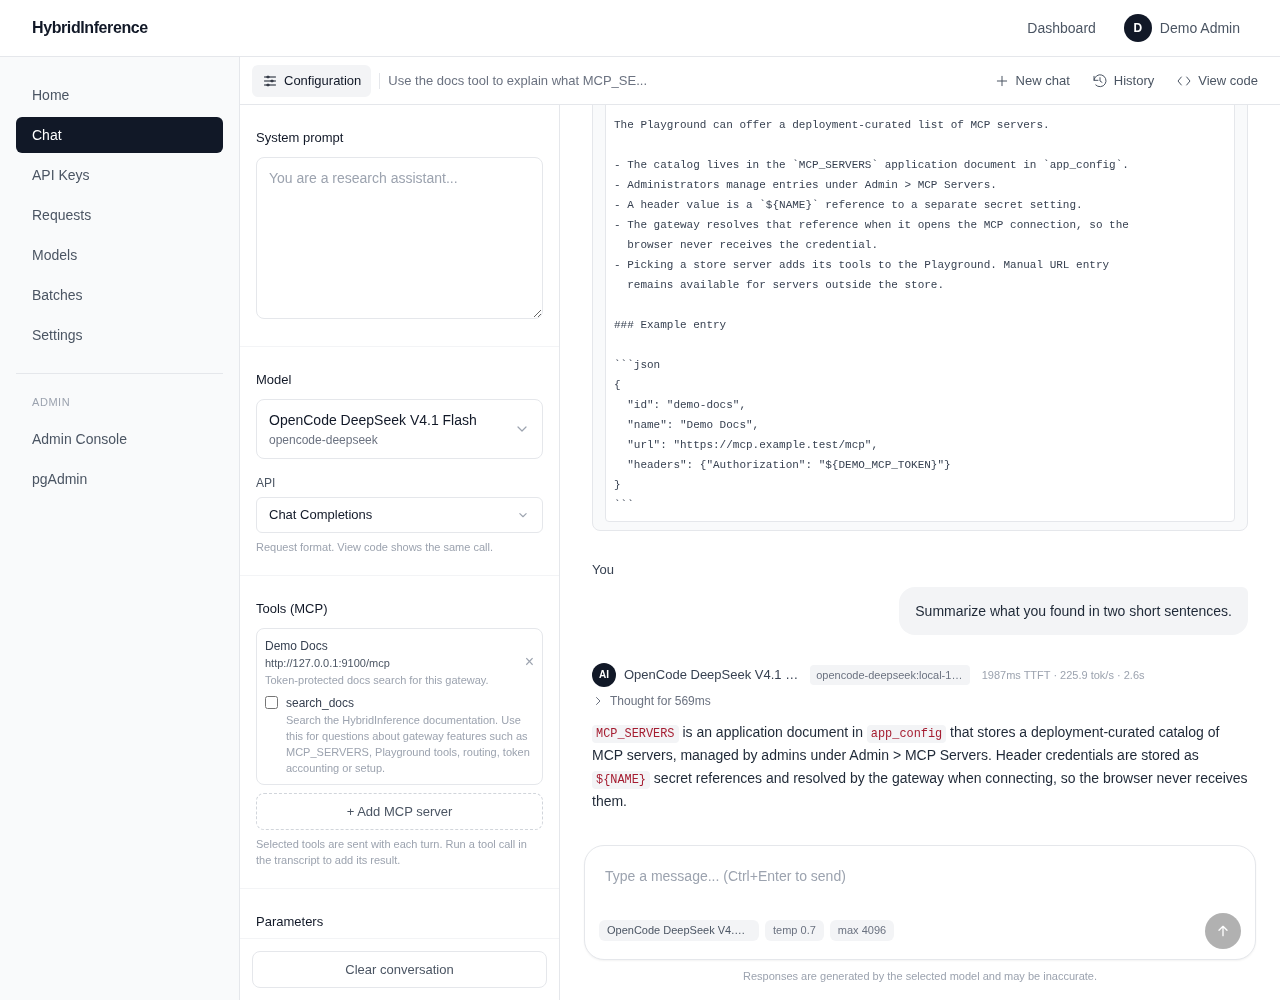 HybridInference
Dashboard
D
Demo Admin
Home
Chat
API Keys
Requests
Models
Batches
Settings
ADMIN
Admin Console
pgAdmin
Configuration
Use the docs tool to explain what MCP_SE...
New chat
History
View code
System prompt
You are a research assistant...
Model
OpenCode DeepSeek V4.1 Flash
opencode-deepseek
API
Chat Completions
Request format. View code shows the same call.
Tools (MCP)
Demo Docs
http://127.0.0.1:9100/mcp
×
Token-protected docs search for this gateway.
search_docs
Search the HybridInference documentation. Use
this for questions about gateway features such as
MCP_SERVERS, Playground tools, routing, token
accounting or setup.
+ Add MCP server
Selected tools are sent with each turn. Run a tool call in
the transcript to add its result.
Parameters
Clear conversation
The Playground can offer a deployment-curated list of MCP servers.
- The catalog lives in the `MCP_SERVERS` application document in `app_config`.
- Administrators manage entries under Admin > MCP Servers.
- A header value is a `${NAME}` reference to a separate secret setting.
- The gateway resolves that reference when it opens the MCP connection, so the
browser never receives the credential.
- Picking a store server adds its tools to the Playground. Manual URL entry
remains available for servers outside the store.
### Example entry
```json
{
"id": "demo-docs",
"name": "Demo Docs",
"url": "https://mcp.example.test/mcp",
"headers": {"Authorization": "${DEMO_MCP_TOKEN}"}
}
```
You
Summarize what you found in two short sentences.
AI
OpenCode DeepSeek V4.1 …
opencode-deepseek:local-1…
1987ms TTFT · 225.9 tok/s · 2.6s
Thought for 569ms
MCP_SERVERS is an application document in app_config that stores a deployment-curated catalog of
MCP servers, managed by admins under Admin > MCP Servers. Header credentials are stored as
${NAME} secret references and resolved by the gateway when connecting, so the browser never receives
them.
Type a message... (Ctrl+Enter to send)
OpenCode DeepSeek V4.…
temp 0.7
max 4096
Responses are generated by the selected model and may be inaccurate.